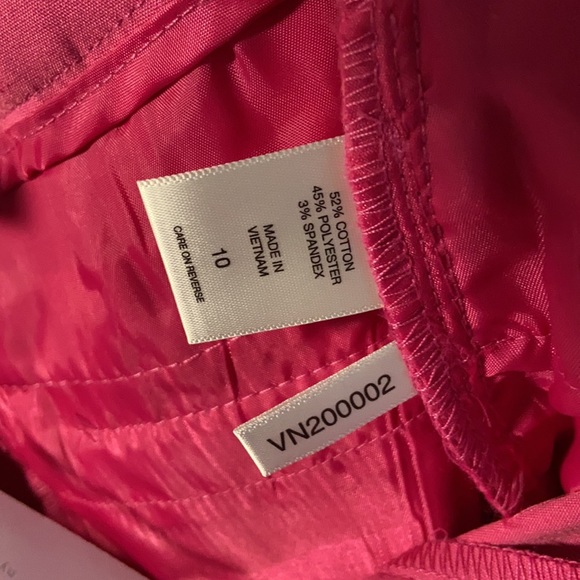 52% COTTON
45% POLYESTER
3% SPANDEX
MADE IN
VIETNAM
10
CARE ON REVERSE
VN200002